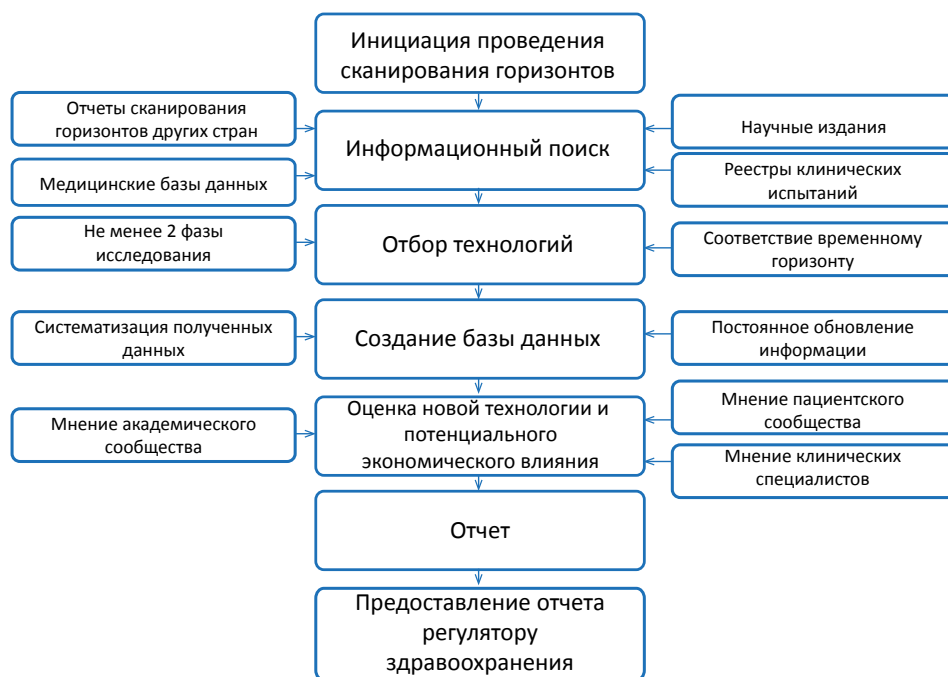 Инициация проведения
сканирования горизонтов
Отчеты сканирования
горизонтов других стран
Информационный поиск
Научные издания
Медицинские базы данных
Реестры клинических
испытаний
Не менее 2 фазы
исследования
Отбор технологий
Соответствие временному
горизонту
Систематизация полученных
данных
Создание базы данных
Постоянное обновление
информации
Мнение академического
сообщества
Оценка новой технологии и
потенциального
экономического влияния
Мнение пациентского
сообщества
Мнение клинических
специалистов
Отчет
Предоставление отчета
регулятору
здравоохранения